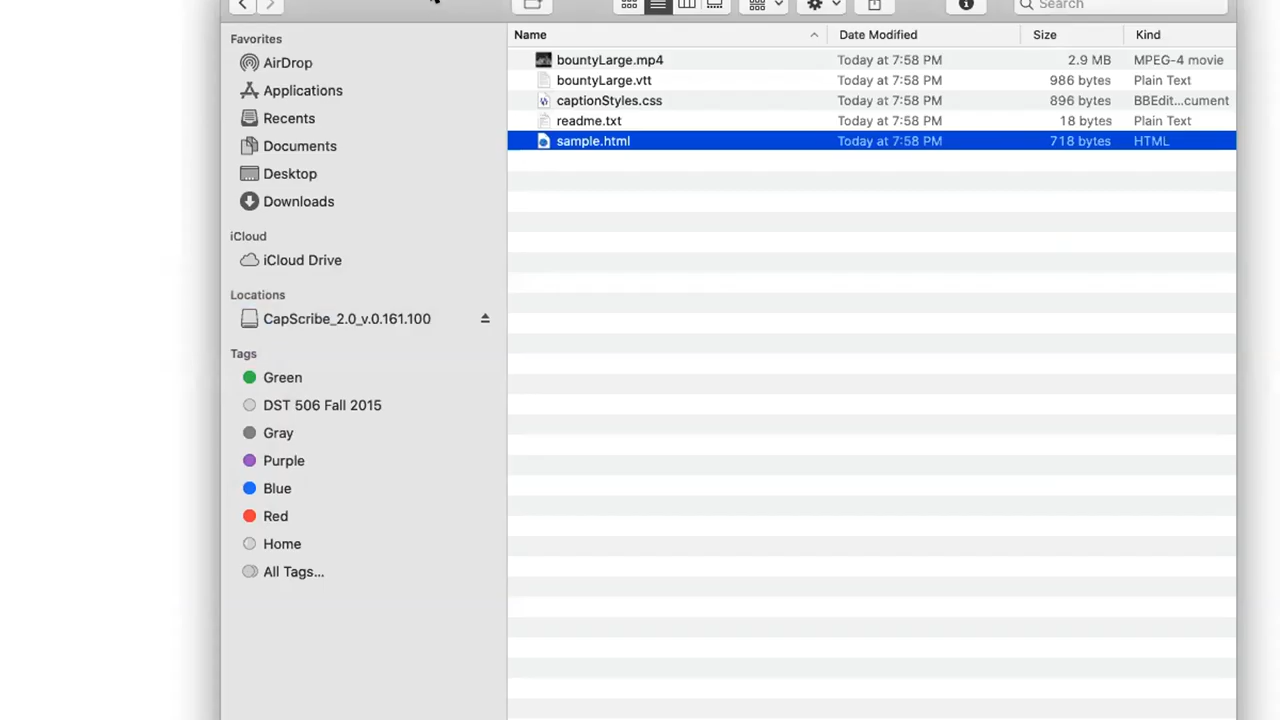 Search
Favorites
AirDrop
Applications
Recents
Documents
Desktop
Downloads
iCloud
iCloud Drive
Locations
CapScribe_2.0_v.0.161.100
Tags
Green
DST 506 Fall 2015
Gray
Purple
Blue
Red
Home
All Tags...
Name Date Modified Size Kind
bountyLarge.mp4 Today at 7:58 PM 2.9 MB MPEG-4 movie
bountyLarge.vtt Today at 7:58 PM 986 bytes Plain Text
captionStyles.css Today at 7:58 PM 896 bytes BBEdit...cument
readme.txt Today at 7:58 PM 18 bytes Plain Text
sample.html Today at 7:58 PM 718 bytes HTML